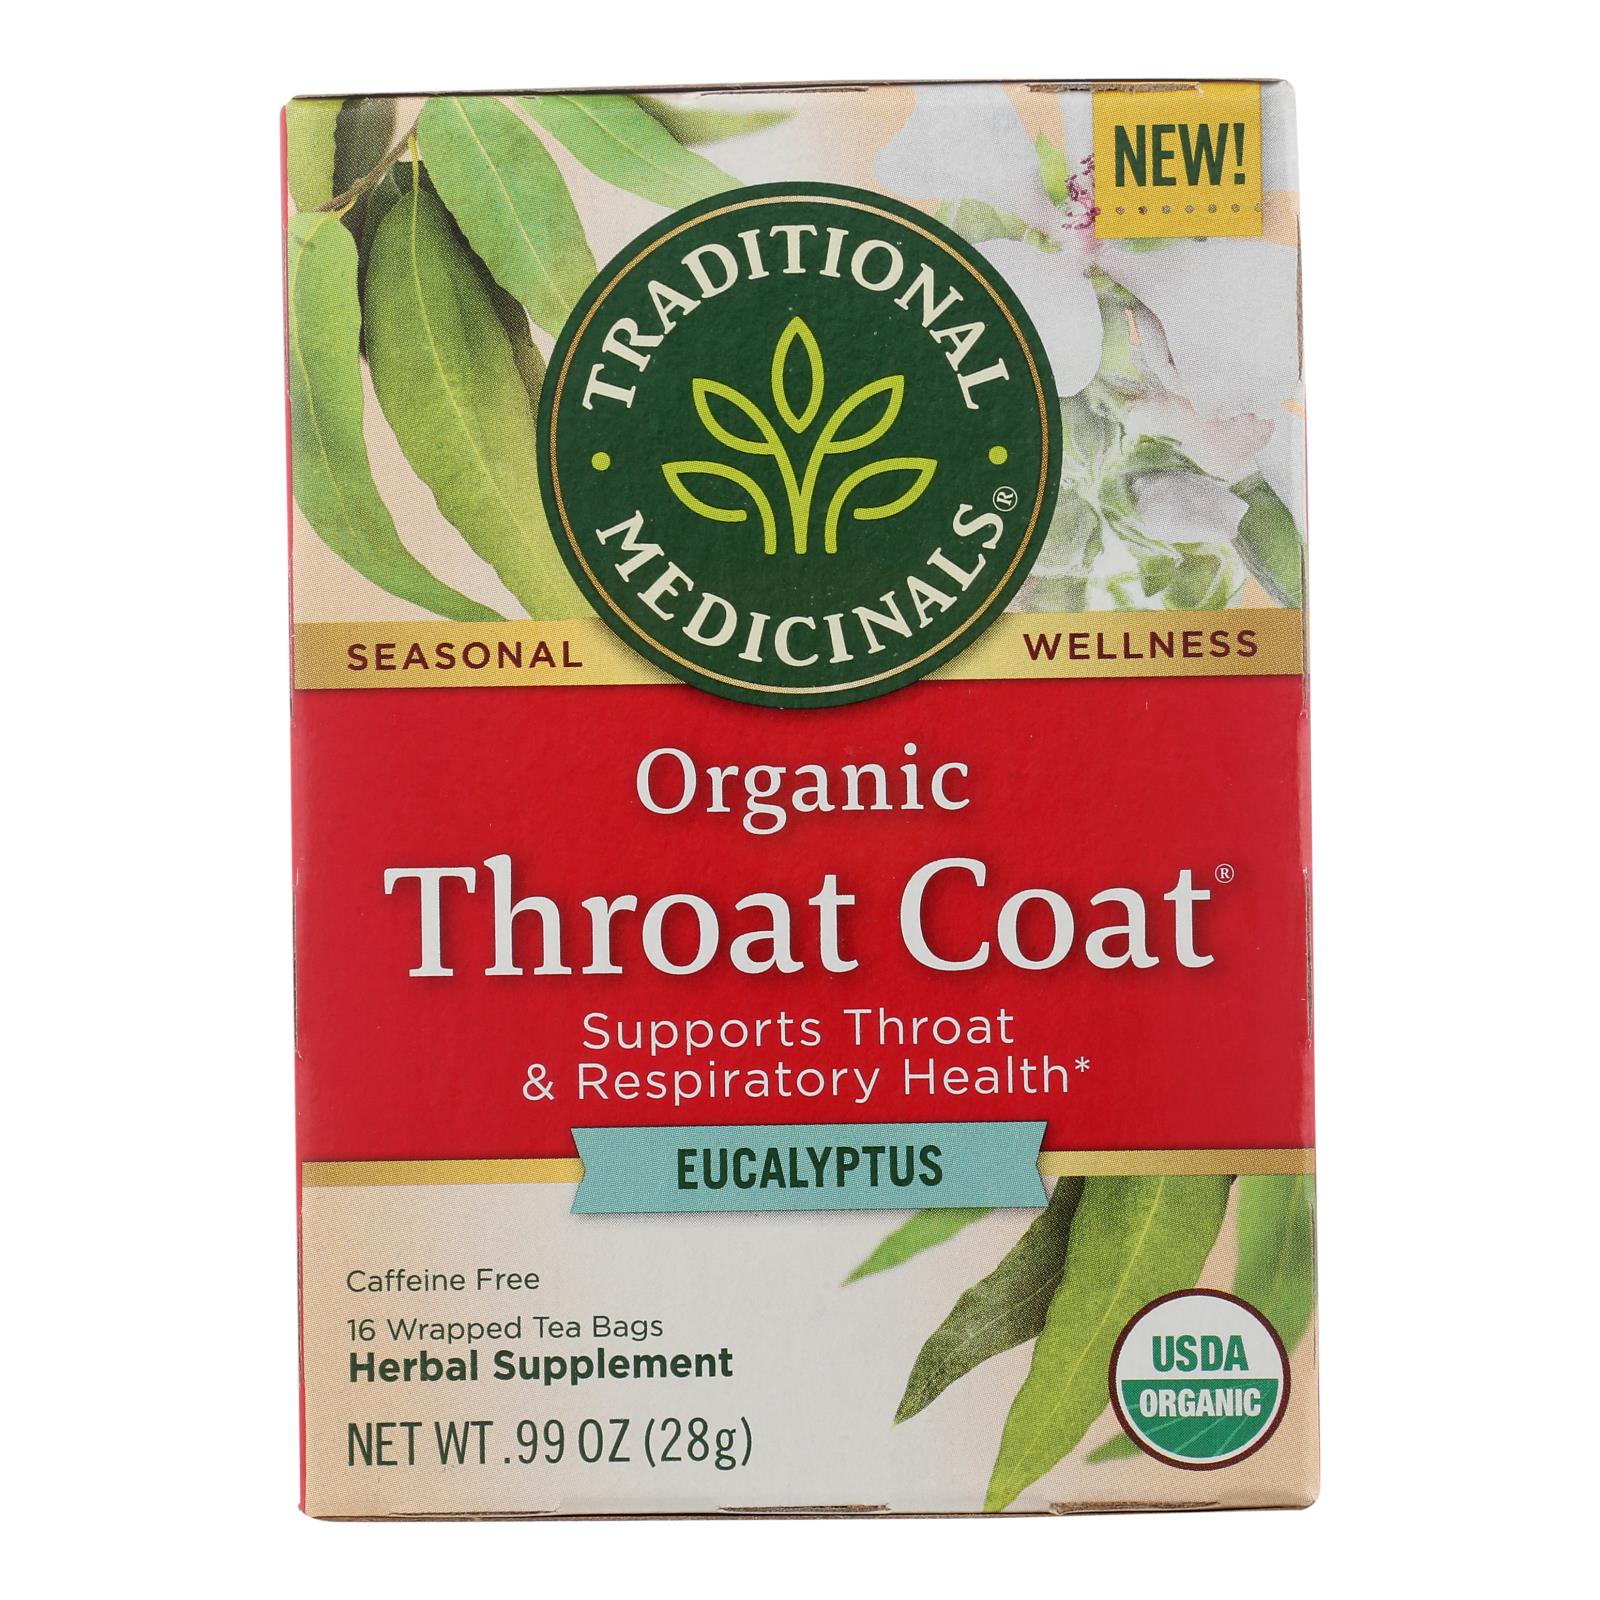 NEW!
TRADITIONAL
MEDICINALS®
SEASONAL WELLNESS
Organic
Throat Coat®
Supports Throat
& Respiratory Health*
EUCALYPTUS
Caffeine Free
16 Wrapped Tea Bags
Herbal Supplement
NET WT .99 OZ (28g)
USDA
ORGANIC